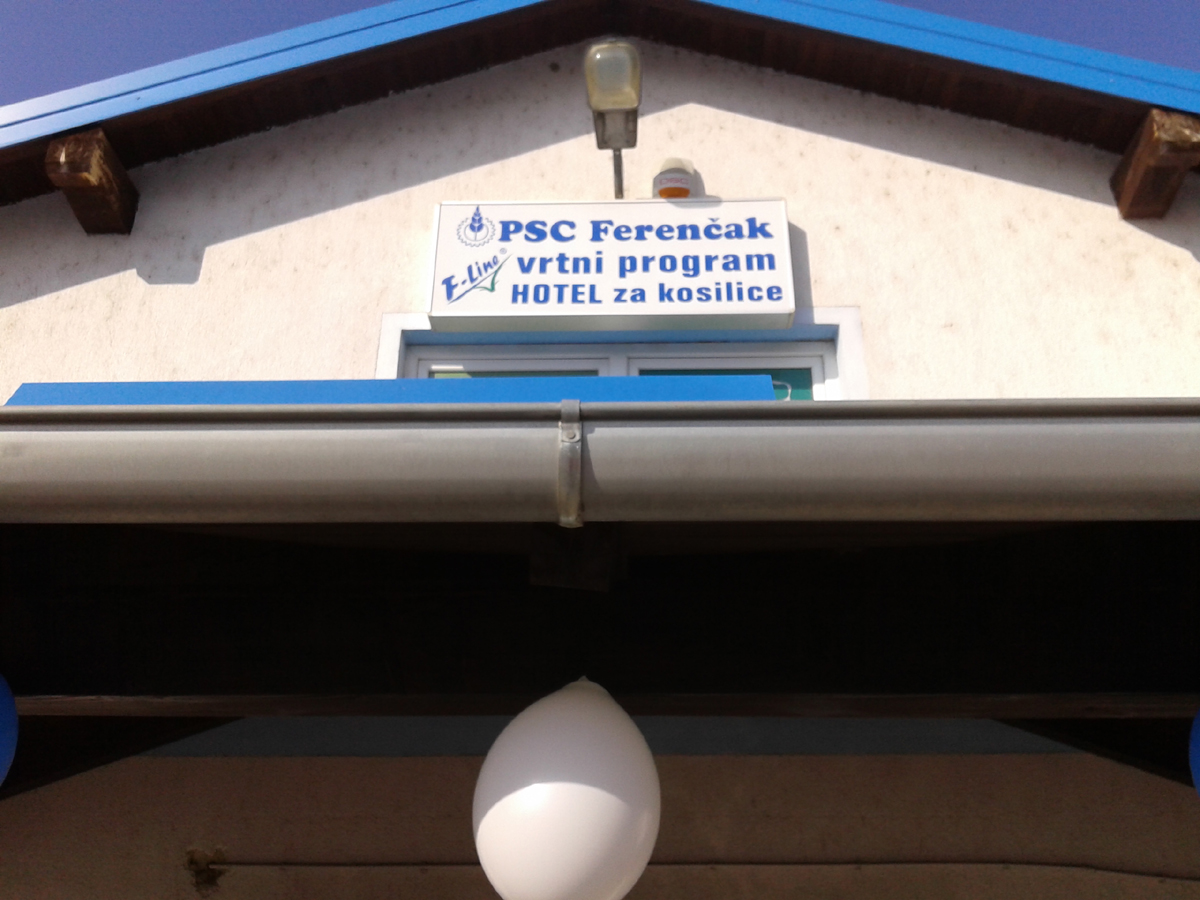 PSC Ferenčak
F-Line®
vrtni program
HOTEL za kosilice